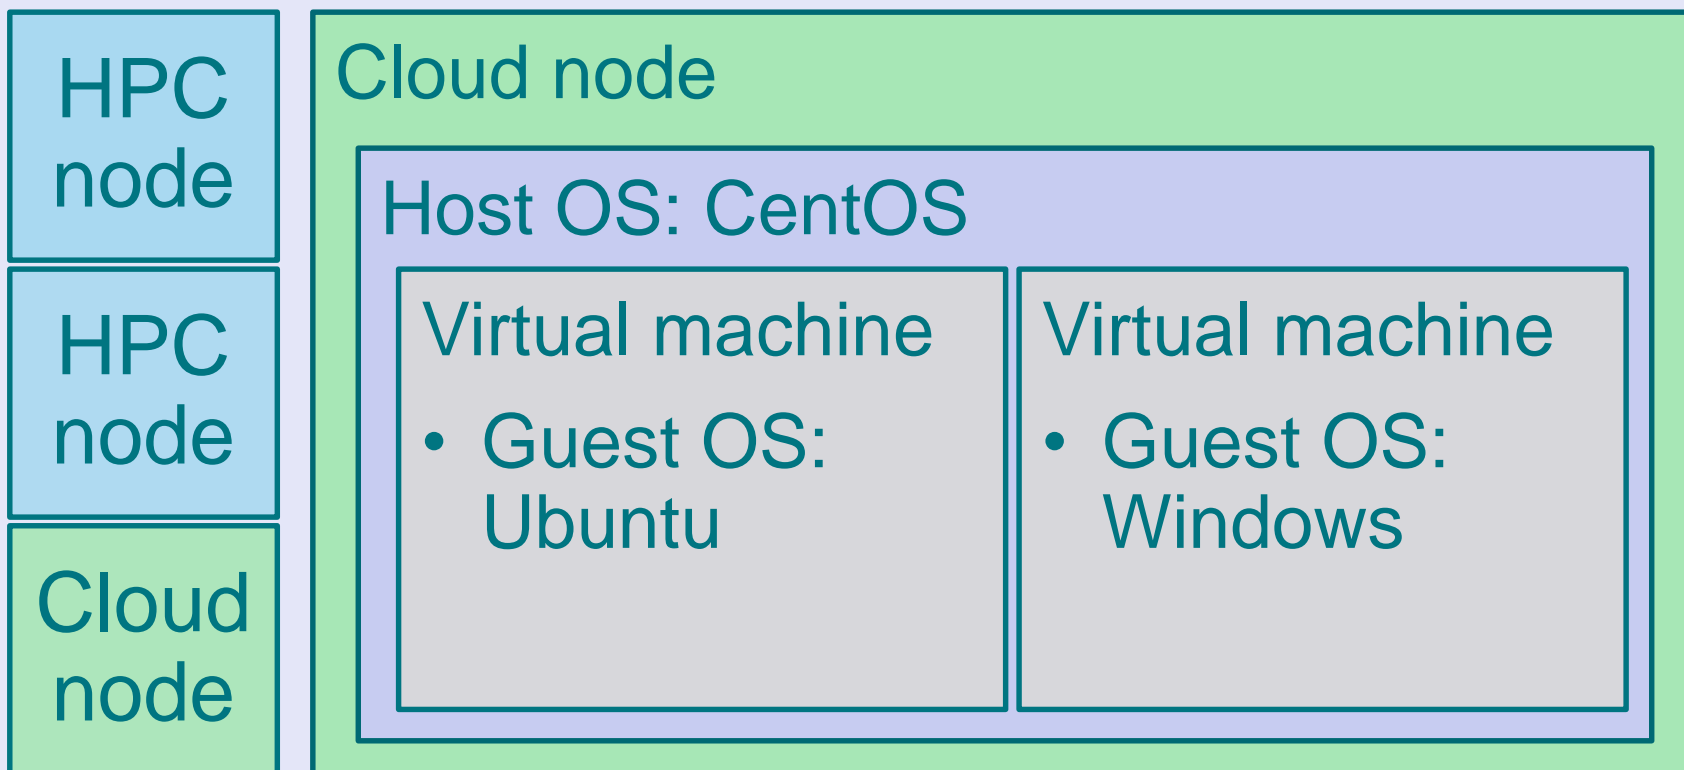 HPC
node
HPC
node
Cloud
node
Cloud node
Host OS: CentOS
Virtual machine
• Guest OS:
Ubuntu
Virtual machine
• Guest OS:
Windows